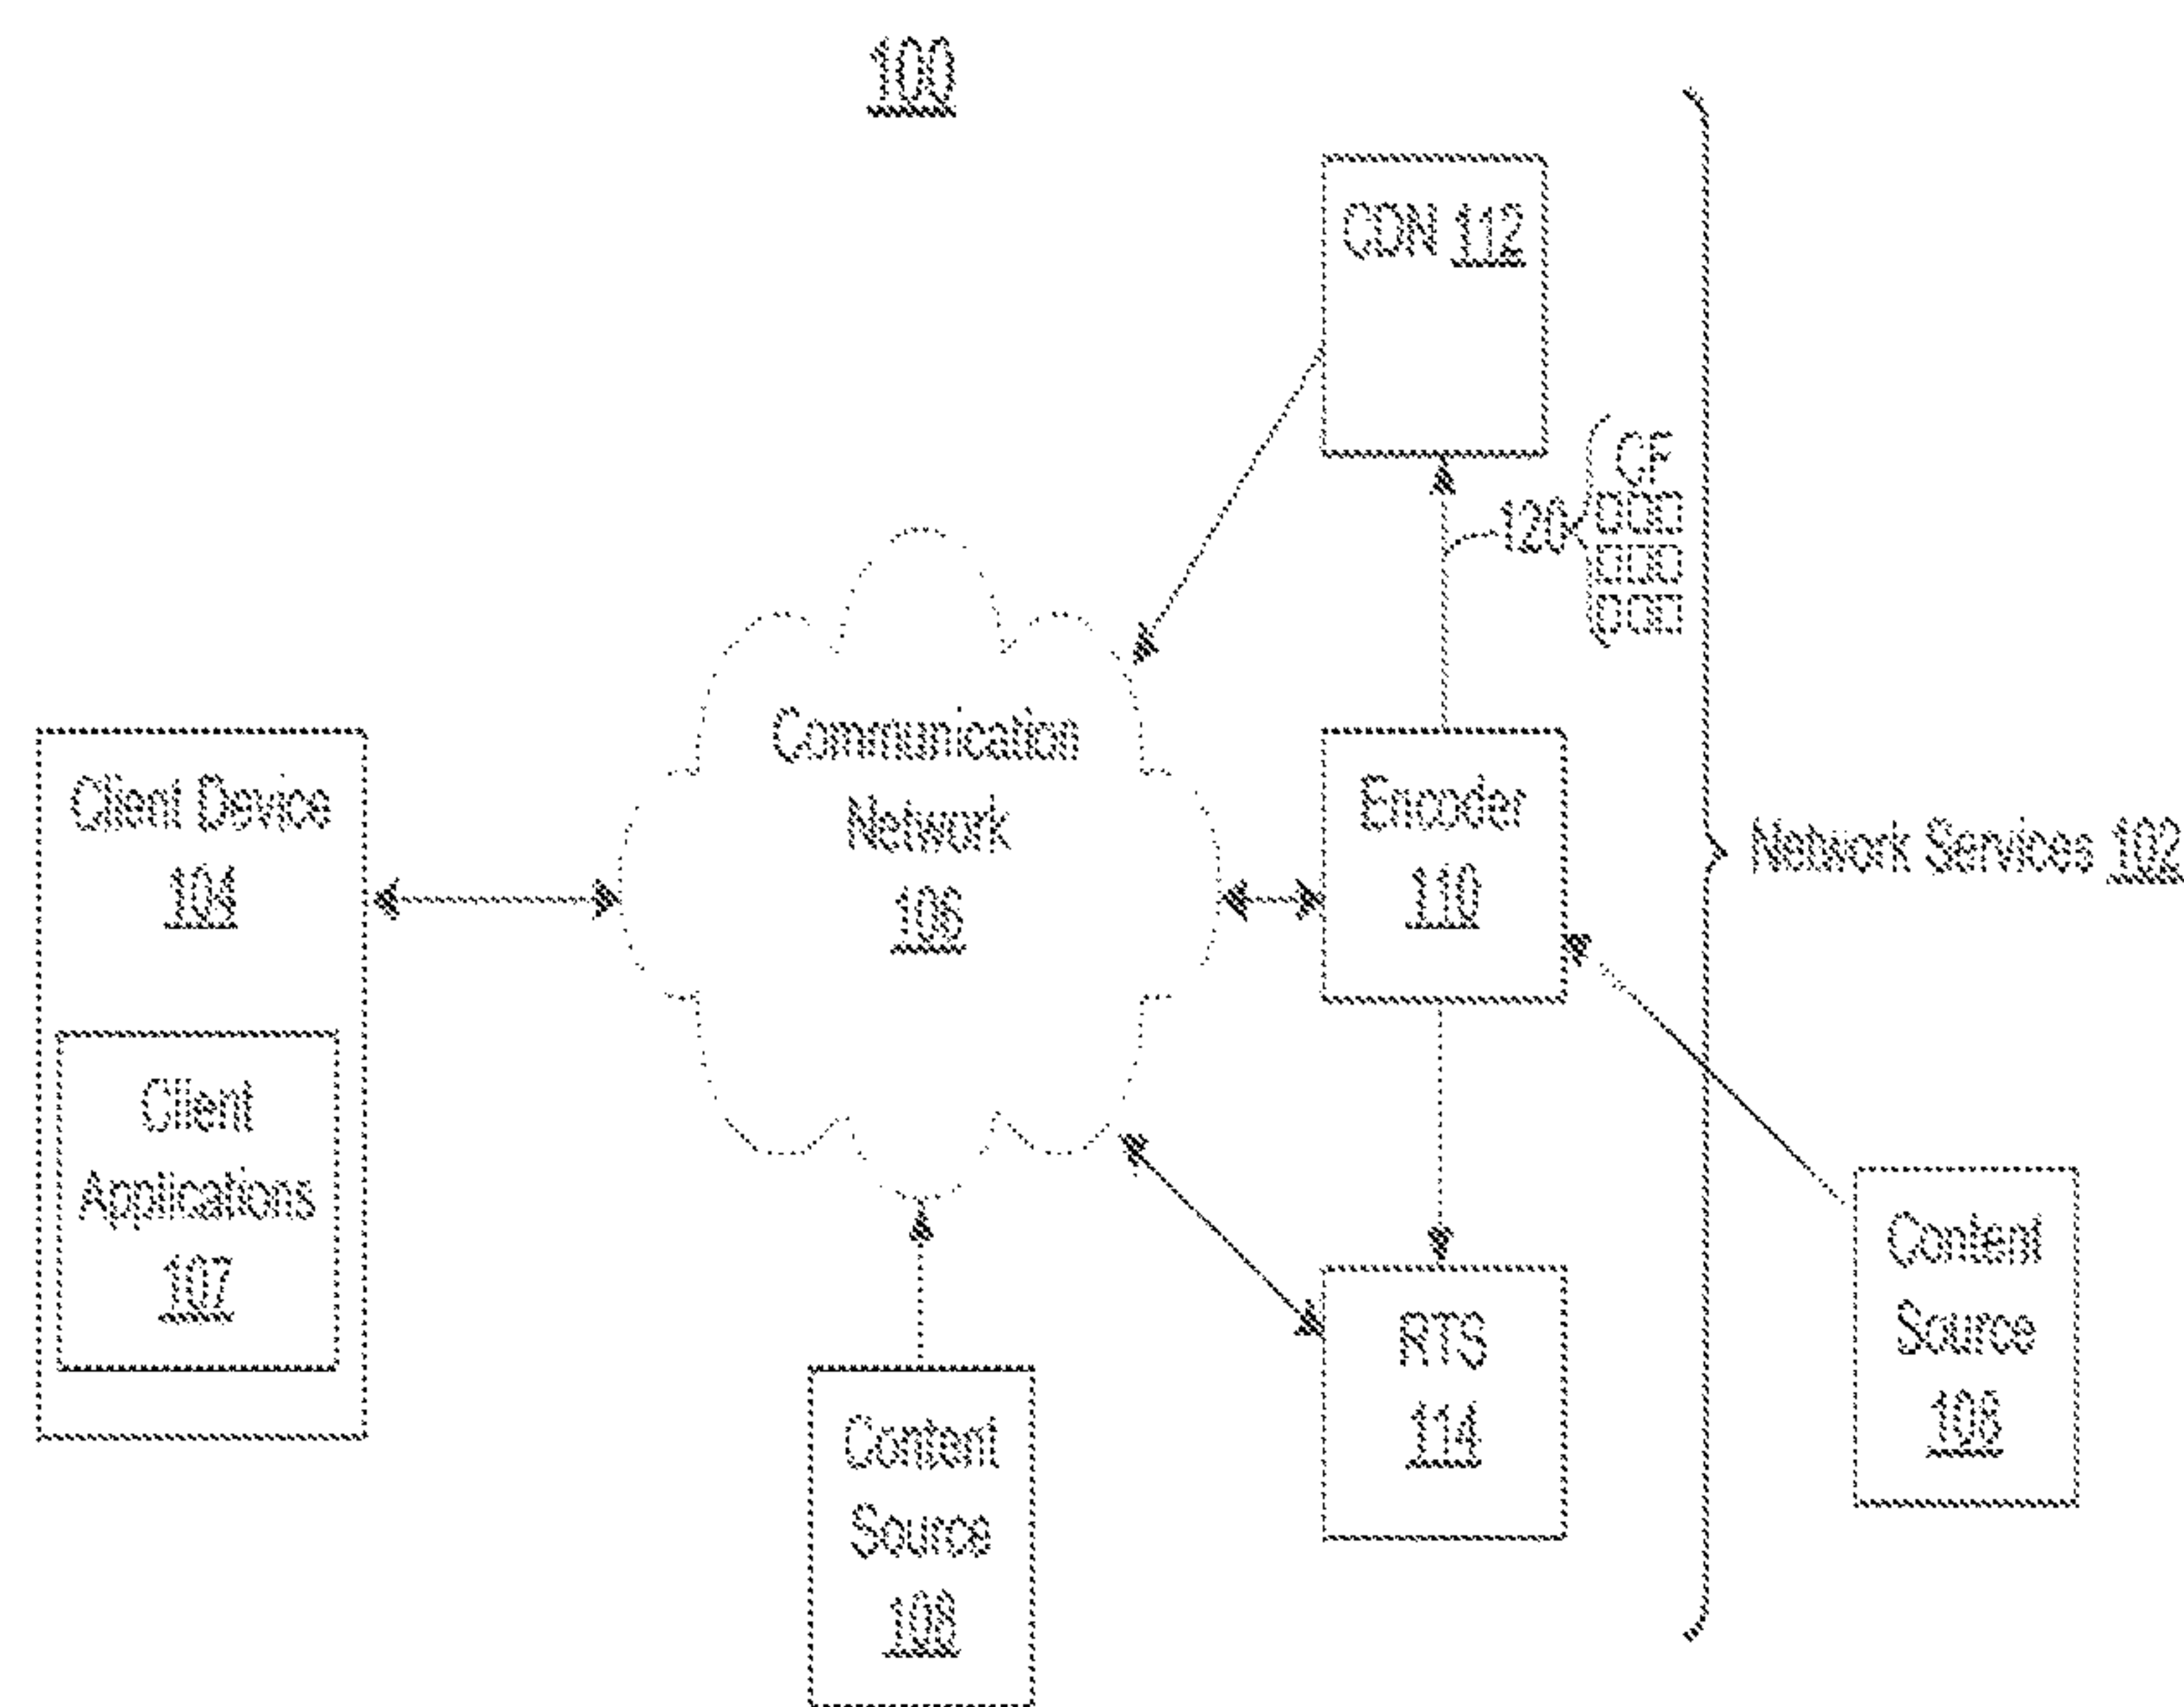 100
CDN 112
CF
120
Communication
Network
106
Client Device
104
Encoder
110
Network Services 102
Client
Applications
107
Content
Source
108
RTS
114
Content
Source
108